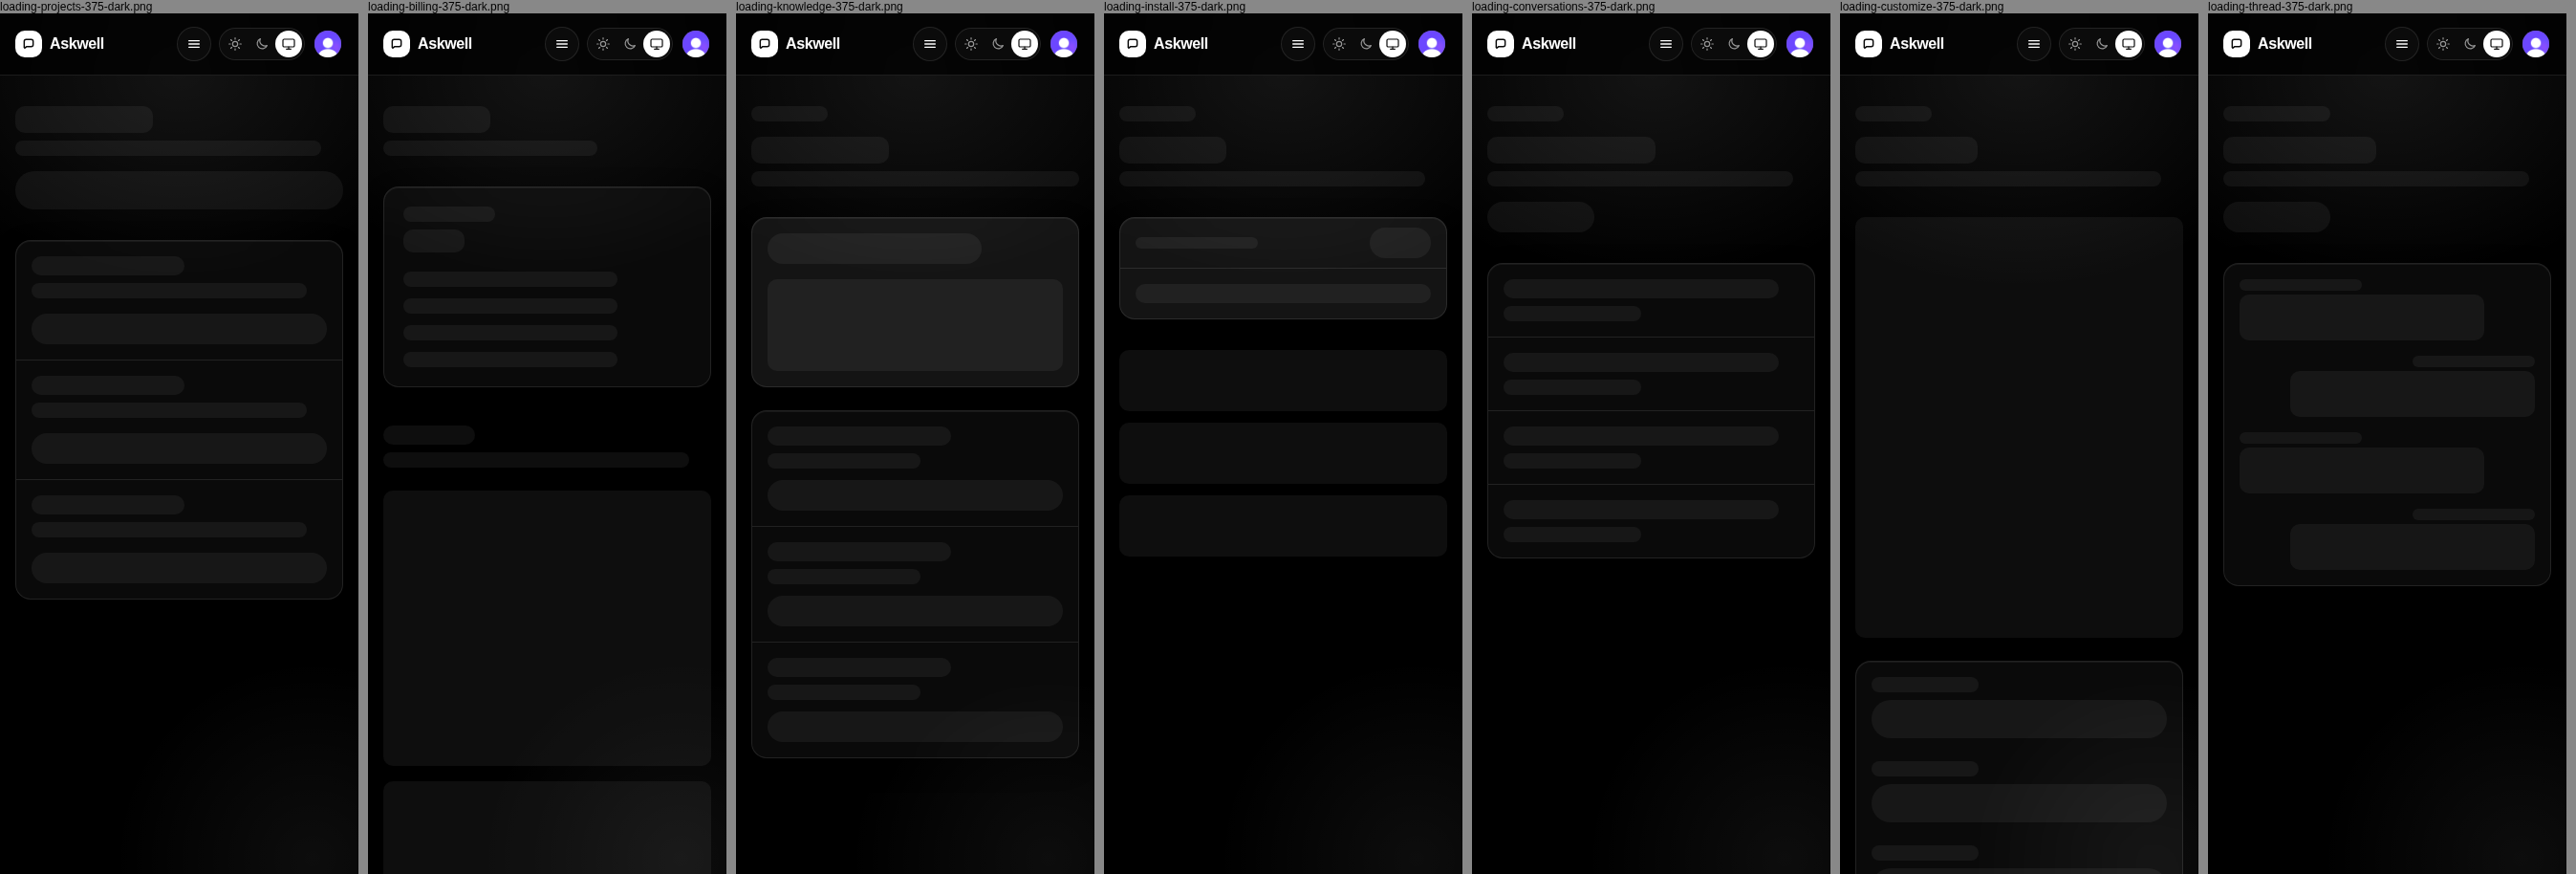 loading-projects-375-dark.png
loading-billing-375-dark.png
loading-knowledge-375-dark.png
loading-install-375-dark.png
loading-conversations-375-dark.png
loading-customize-375-dark.png
loading-thread-375-dark.png
Askwell
Askwell
Askwell
Askwell
Askwell
Askwell
Askwell